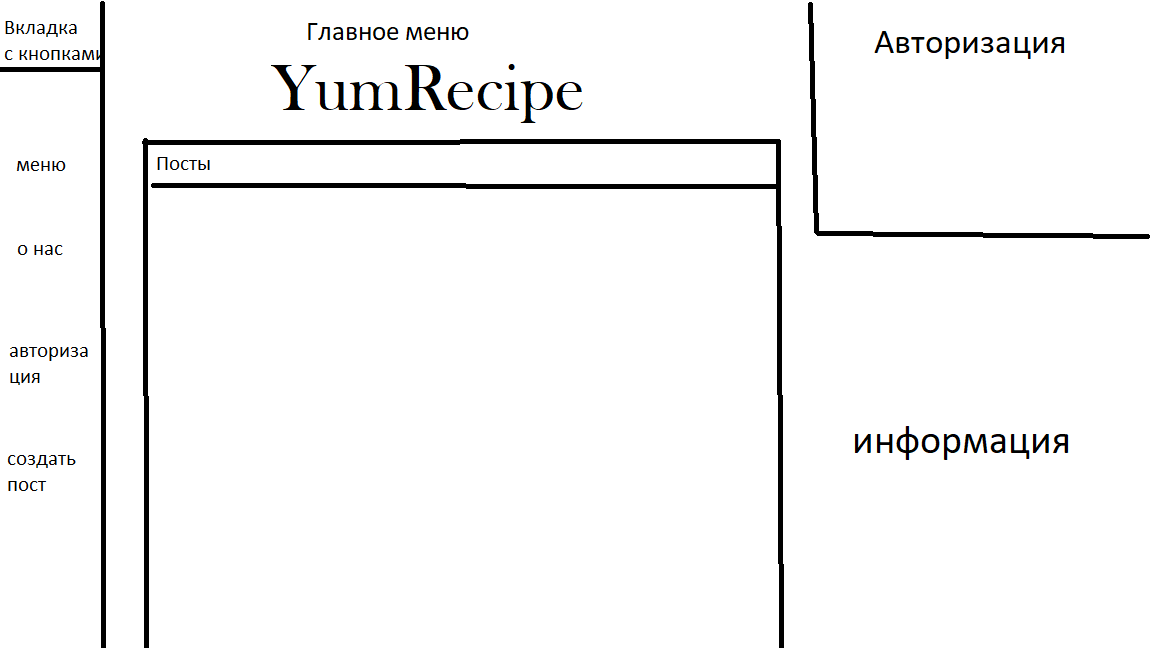 Вкладка
с кнопками
меню
о нас
авториза
ция
создать
пост
Главное меню
YumRecipe
Посты
Авторизация
информация